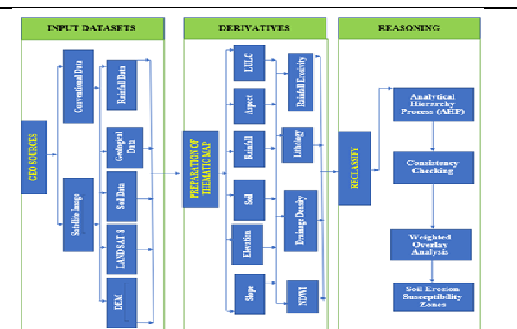 INPUT DATASETS
GEO SOURCES
Conventional Data
Satellite Image
Rainfall Data
Geological Data
Soil Data
LANDSAT 8
DEM
DERIVATIVES
PREPARATION OF
THEMATIC MAP
LULC
Aspect
Rainfall
Soil
Elevation
Slope
Rainfall Erosivity
Lithology
Drainage Density
NDWI
REASONING
RECLASSIFY
Analytical
Hierarchy
Process (AHP)
Consistency
Checking
Weighted
Overlay
Analysis
Soil Erosion
Susceptibility
Zones